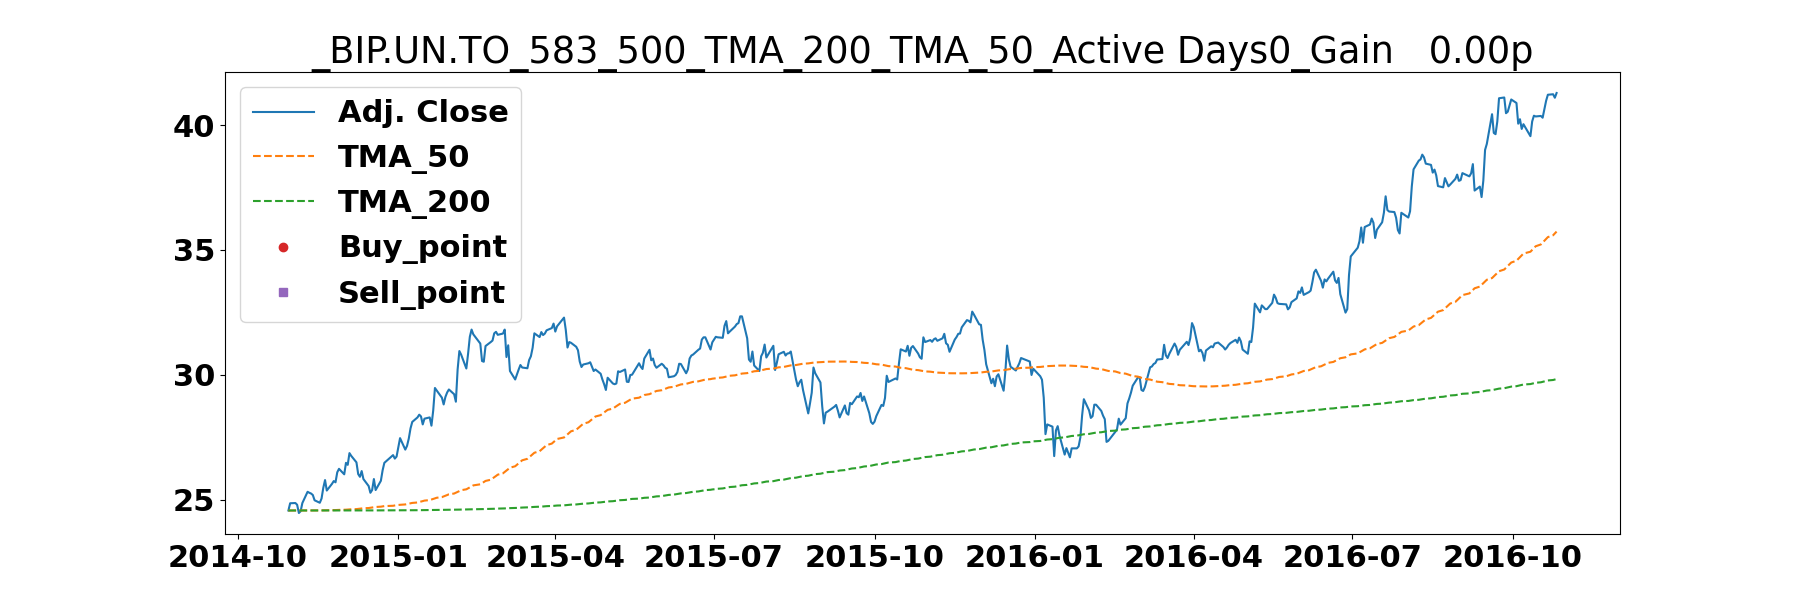 _BIP.UN.TO_583_500_TMA_200_TMA_50_Active Days0_Gain   0.00p
Adj. Close
TMA_50
TMA_200
Buy_point
Sell_point
40
35
30
25
2014-10 2015-01 2015-04 2015-07 2015-10 2016-01 2016-04 2016-07 2016-10